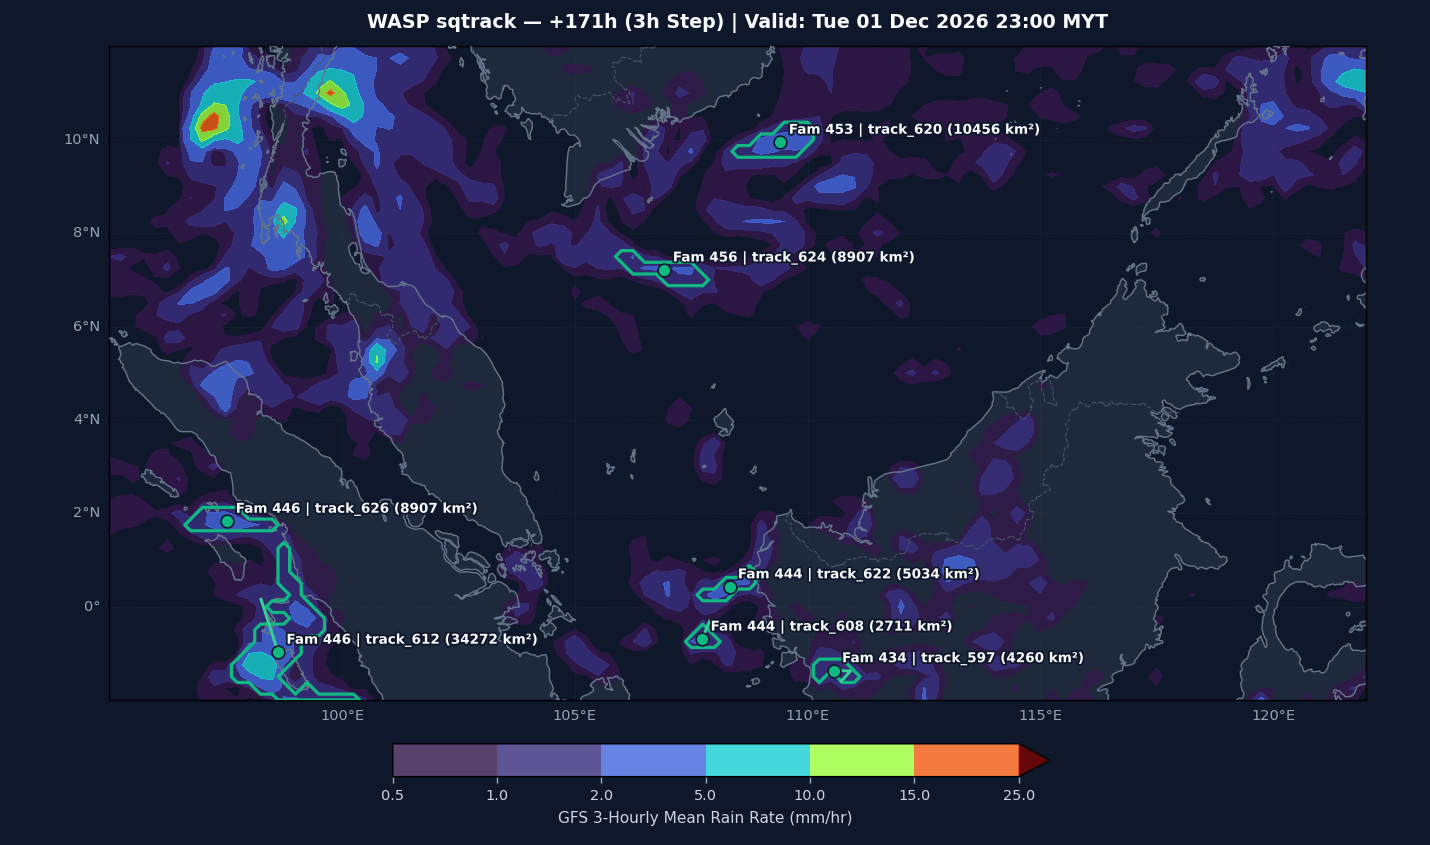 WASP sqtrack — +171h (3h Step) | Valid: Tue 01 Dec 2026 23:00 MYT
10°N
8°N
6°N
4°N
2°N
0°
Fam 453 | track_620 (10456 km²)
Fam 456 | track_624 (8907 km²)
Fam 446 | track_626 (8907 km²)
Fam 444 | track_622 (5034 km²)
Fam 444 | track_608 (2711 km²)
Fam 446 | track_612 (34272 km²)
Fam 434 | track_597 (4260 km²)
100°E 105°E 110°E 115°E 120°E
0.5 1.0 2.0 5.0 10.0 15.0 25.0
GFS 3-Hourly Mean Rain Rate (mm/hr)